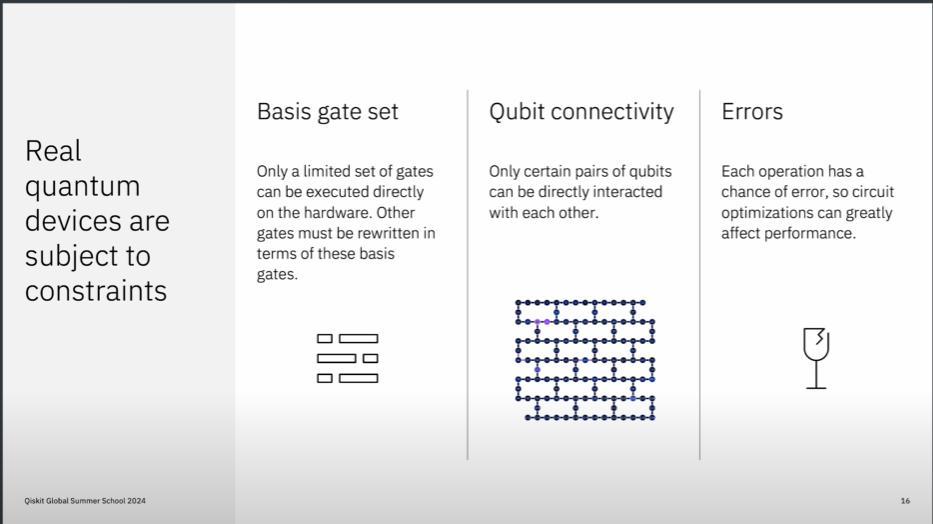 Real
quantum
devices are
subject to
constraints
Basis gate set
Only a limited set of gates
can be executed directly
on the hardware. Other
gates must be rewritten in
terms of these basis
gates.
Qubit connectivity
Only certain pairs of qubits
can be directly interacted
with each other.
Errors
Each operation has a
chance of error, so circuit
optimizations can greatly
affect performance.
Qiskit Global Summer School 2024
16